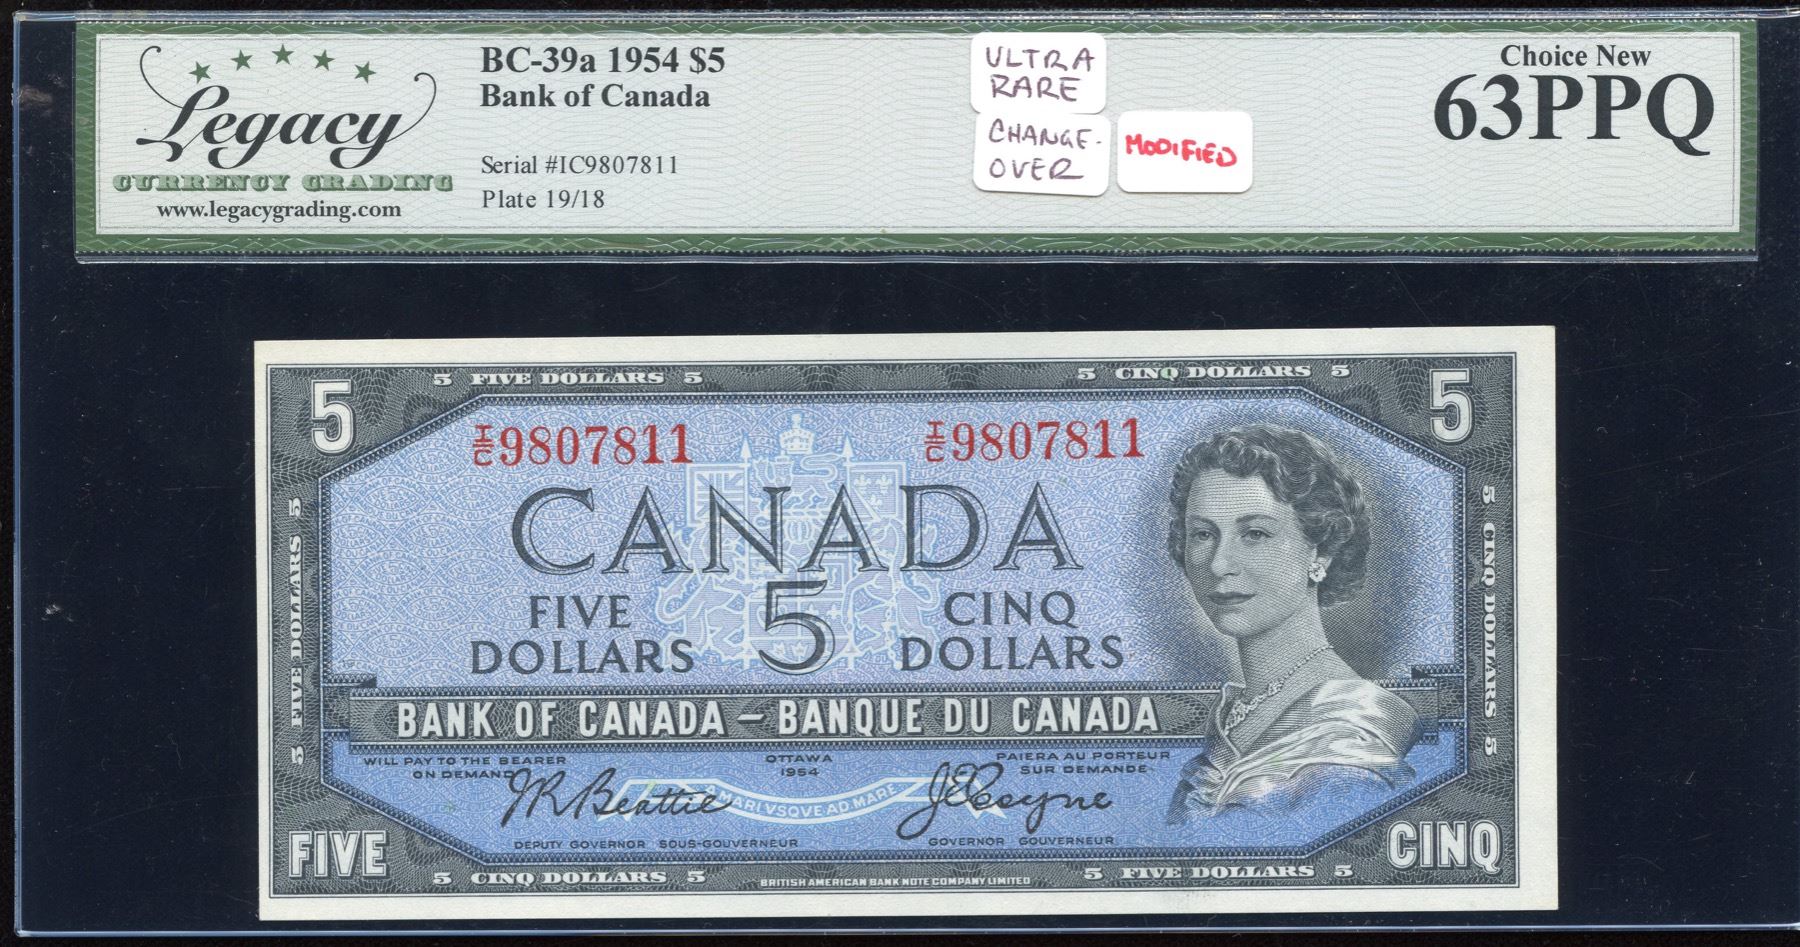 Legacy
CURRENCY GRADING
www.legacygrading.com
BC-39a 1954 $5
Bank of Canada
Serial #IC9807811
Plate 19/18
ULTRA
RARE
CHANGE-
OVER
MODIFIED
Choice New
63PPQ
5 FIVE DOLLARS 5
5 CINQ DOLLARS 5
5
5
I/C 9807811
I/C 9807811
CANADA
FIVE
DOLLARS
5
CINQ
DOLLARS
5 FIVE DOLLARS 5
5 CINQ DOLLARS 5
BANK OF CANADA – BANQUE DU CANADA
WILL PAY TO THE BEARER
ON DEMAND
OTTAWA
1954
PAIERA AU PORTEUR
SUR DEMANDE
JR Beattie
A MARI VSQVE AD MARE
JE Coyne
DEPUTY GOVERNOR SOUS-GOUVERNEUR
GOVERNOR GOUVERNEUR
FIVE
CINQ
5 CINQ DOLLARS 5
BRITISH AMERICAN BANK NOTE COMPANY LIMITED
5 FIVE DOLLARS 5